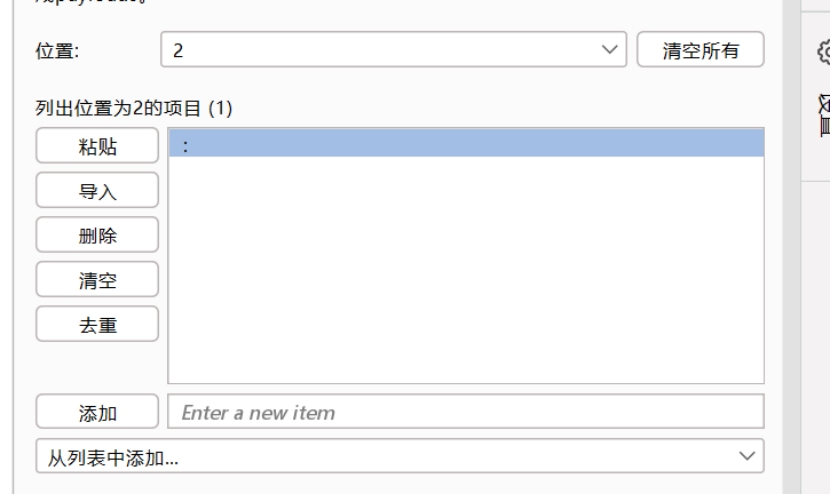 位置:
2
清空所有
列出位置为2的项目 (1)
粘贴
:
导入
删除
清空
去重
添加
Enter a new item
从列表中添加...